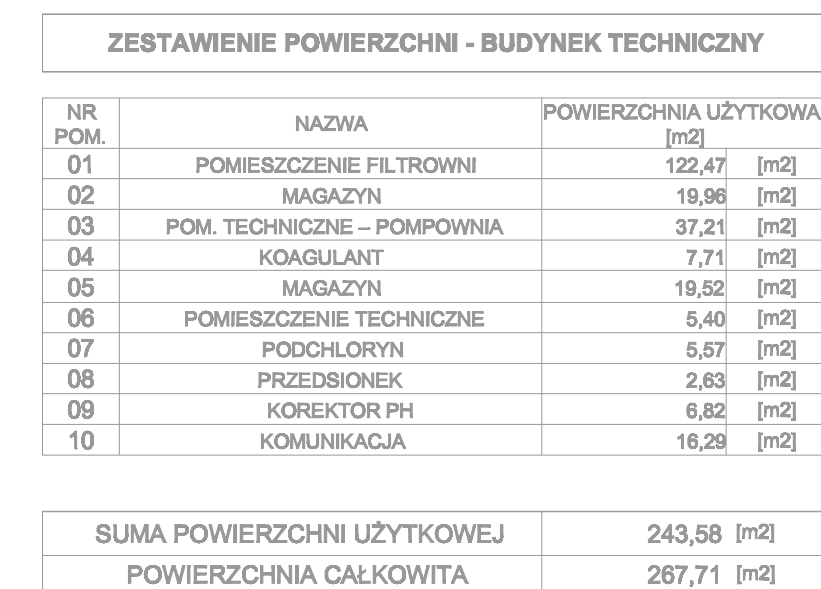 ZESTAWIENIE POWIERZCHNI - BUDYNEK TECHNICZNY
NR POM. NAZWA POWIERZCHNIA UŻYTKOWA [m2]
01 POMIESZCZENIE FILTROWNI 122,47 [m2]
02 MAGAZYN 19,96 [m2]
03 POM. TECHNICZNE – POMPOWNIA 37,21 [m2]
04 KOAGULANT 7,71 [m2]
05 MAGAZYN 19,52 [m2]
06 POMIESZCZENIE TECHNICZNE 5,40 [m2]
07 PODCHLORYN 5,57 [m2]
08 PRZEDSIONEK 2,63 [m2]
09 KOREKTOR PH 6,82 [m2]
10 KOMUNIKACJA 16,29 [m2]
SUMA POWIERZCHNI UŻYTKOWEJ 243,58 [m2]
POWIERZCHNIA CAŁKOWITA 267,71 [m2]